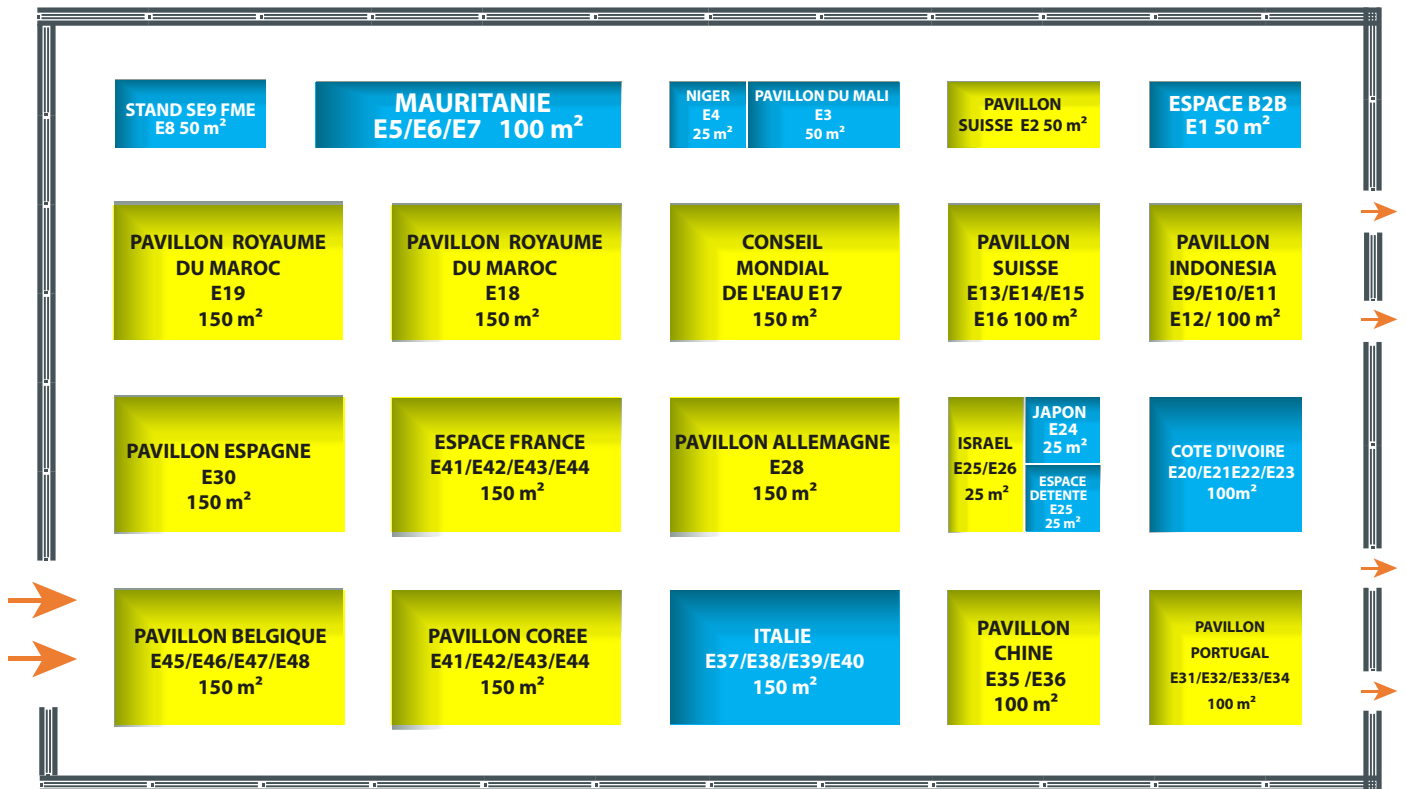 STAND SE9 FME
E8 50 m²
MAURITANIE
E5/E6/E7 100 m²
NIGER
E4
25 m²
PAVILLON DU MALI
E3
50 m²
PAVILLON
SUISSE E2 50 m²
ESPACE B2B
E1 50 m²
PAVILLON ROYAUME
DU MAROC
E19
150 m²
PAVILLON ROYAUME
DU MAROC
E18
150 m²
CONSEIL
MONDIAL
DE L'EAU E17
150 m²
PAVILLON
SUISSE
E13/E14/E15
E16 100 m²
PAVILLON
INDONESIA
E9/E10/E11
E12/ 100 m²
PAVILLON ESPAGNE
E30
150 m²
ESPACE FRANCE
E41/E42/E43/E44
150 m²
PAVILLON ALLEMAGNE
E28
150 m²
ISRAEL
E25/E26
25 m²
JAPON
E24
25 m²
ESPACE
DETENTE
E25
25 m²
COTE D'IVOIRE
E20/E21E22/E23
100m²
PAVILLON BELGIQUE
E45/E46/E47/E48
150 m²
PAVILLON COREE
E41/E42/E43/E44
150 m²
ITALIE
E37/E38/E39/E40
150 m²
PAVILLON
CHINE
E35 /E36
100 m²
PAVILLON
PORTUGAL
E31/E32/E33/E34
100 m²